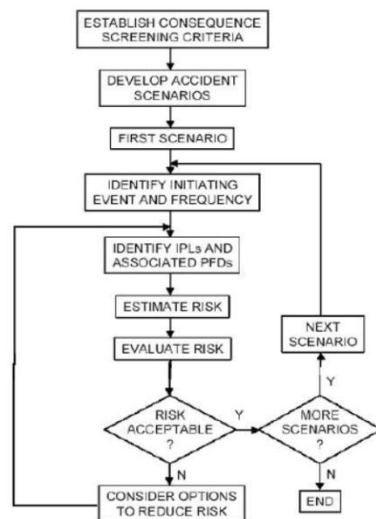 ESTABLISH CONSEQUENCE
SCREENING CRITERIA
DEVELOP ACCIDENT
SCENARIOS
FIRST SCENARIO
IDENTIFY INITIATING
EVENT AND FREQUENCY
IDENTIFY IPLs AND
ASSOCIATED PFDs
ESTIMATE RISK
EVALUATE RISK
NEXT
SCENARIO
RISK
ACCEPTABLE
?
Y
MORE
SCENARIOS
?
Y
N
N
CONSIDER OPTIONS
TO REDUCE RISK
END